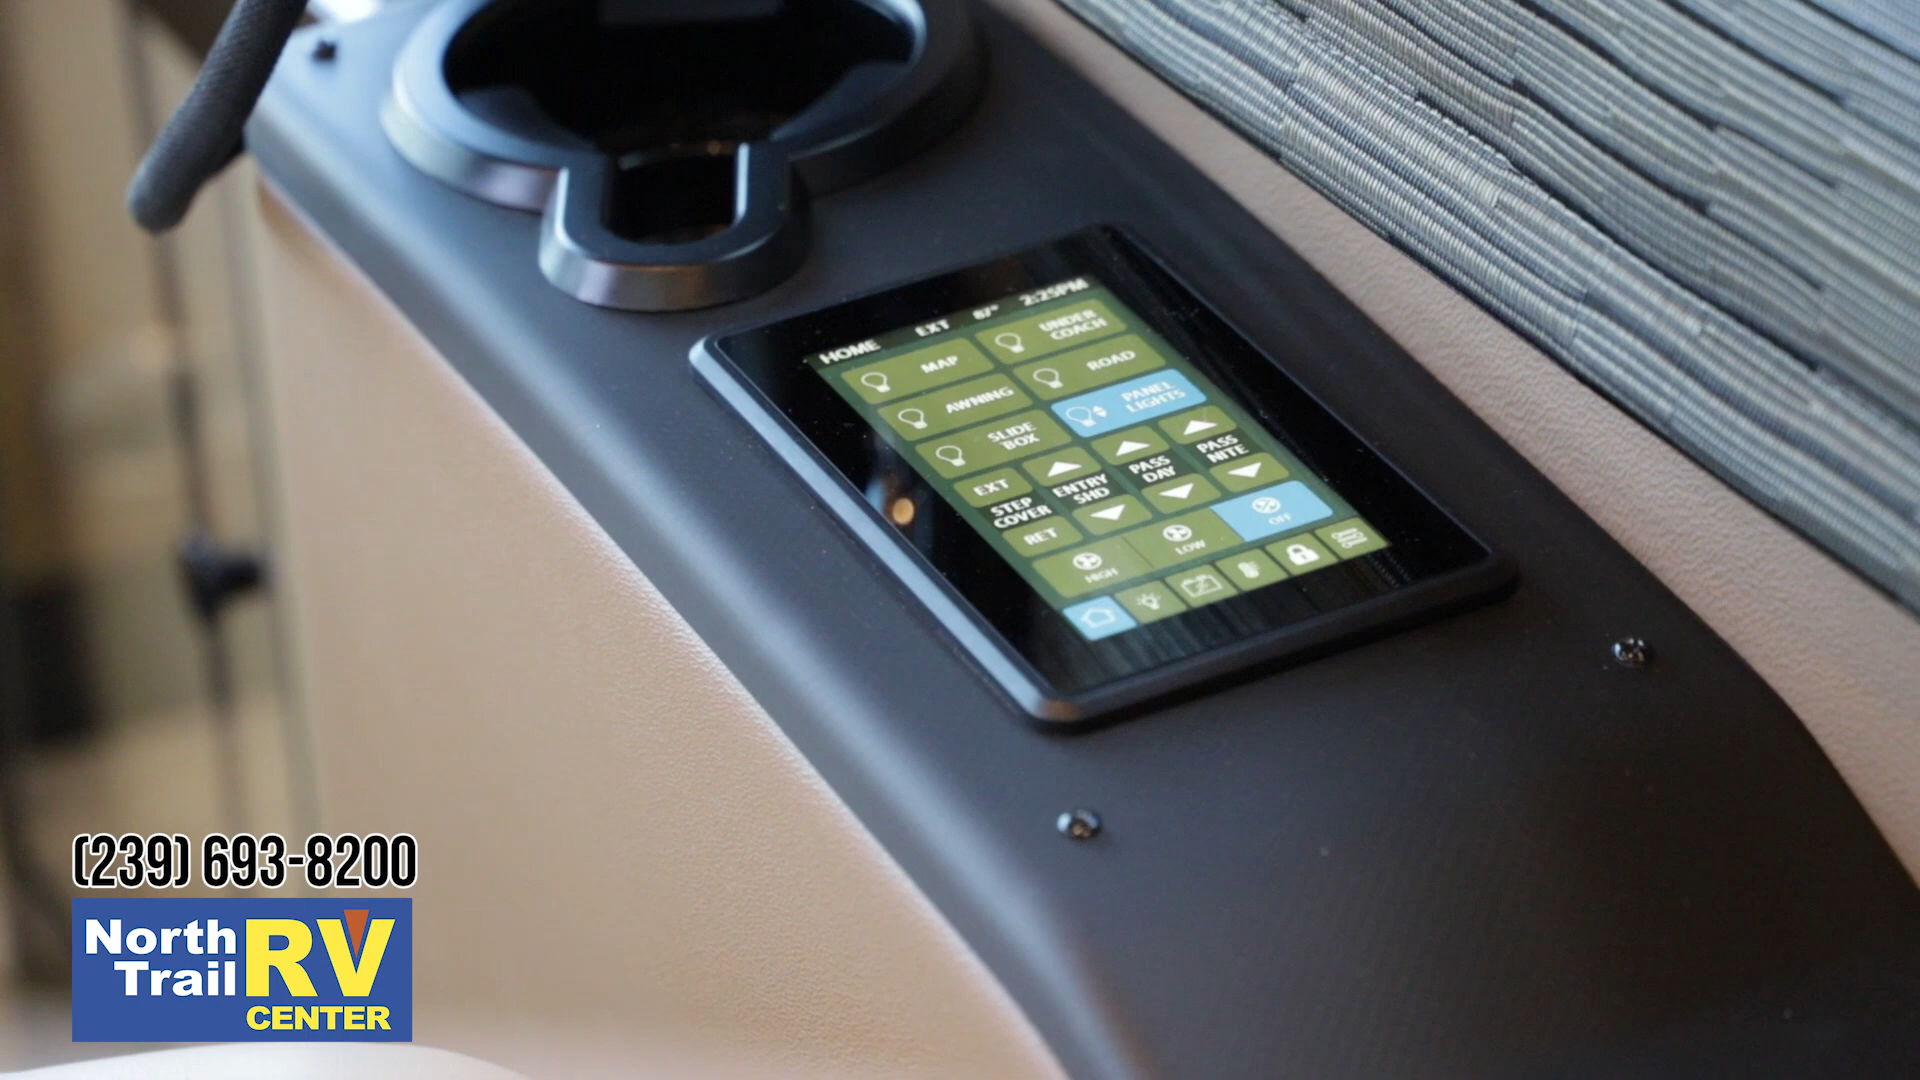 HOME EXT 87° 2:25PM
MAP
UNDER
COACH
AWNING
ROAD
SLIDE
BOX
PANEL
LIGHTS
EXT
STEP
COVER
RET
ENTRY
SHD
PASS
DAY
PASS
NITE
HIGH
LOW
OFF
(239) 693-8200
North
Trail
RV
CENTER